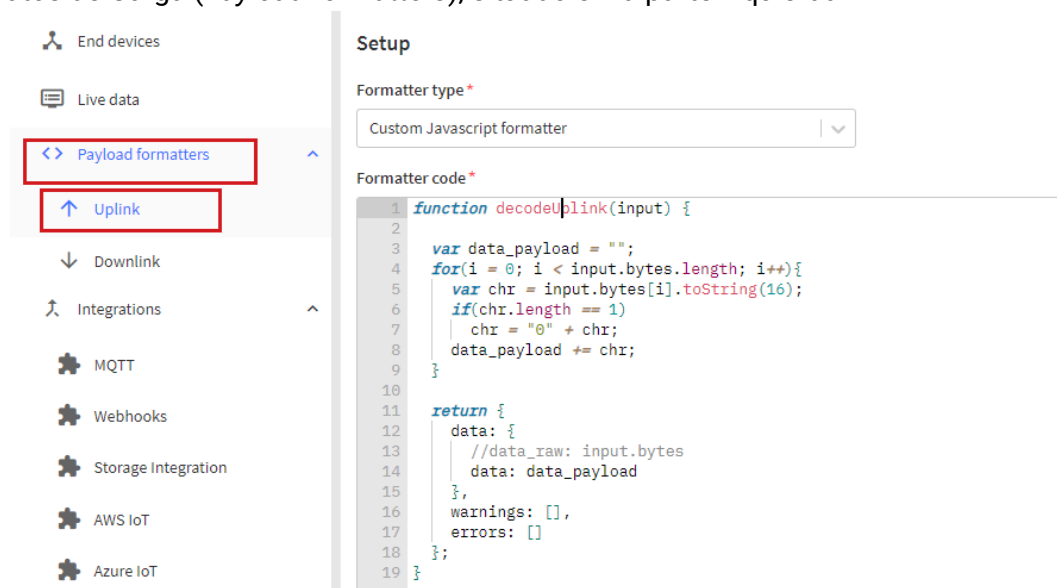 End devices
Live data
Payload formatters
Uplink
Downlink
Integrations
MQTT
Webhooks
Storage Integration
AWS IoT
Azure IoT
Setup
Formatter type*
Custom Javascript formatter
Formatter code*
1 function decodeUplink(input) {
2
3 var data_payload = "";
4 for(i = 0; i < input.bytes.length; i++){
5 var chr = input.bytes[i].toString(16);
6 if(chr.length == 1)
7 chr = "0" + chr;
8 data_payload += chr;
9 }
10
11 return {
12 data: {
13 //data_raw: input.bytes
14 data: data_payload
15 },
16 warnings: [],
17 errors: []
18 };
19 }